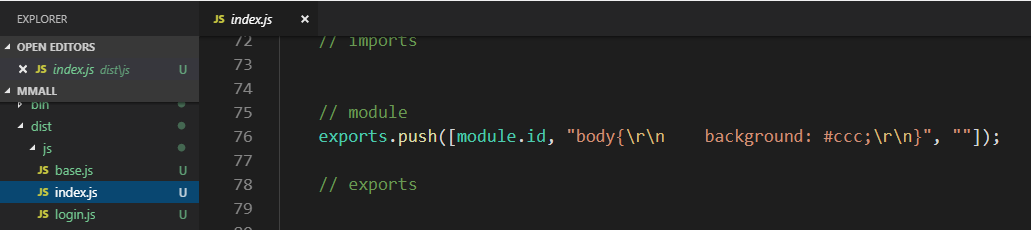 EXPLORER
OPEN EDITORS
JS index.js dist\js U
MMALL
bin
dist
js
JS base.js U
JS index.js U
JS login.js U
JS index.js
72 // imports
73
74
75 // module
76 exports.push([module.id, "body{\r\n    background: #ccc;\r\n}", ""]);
77
78 // exports
79
80